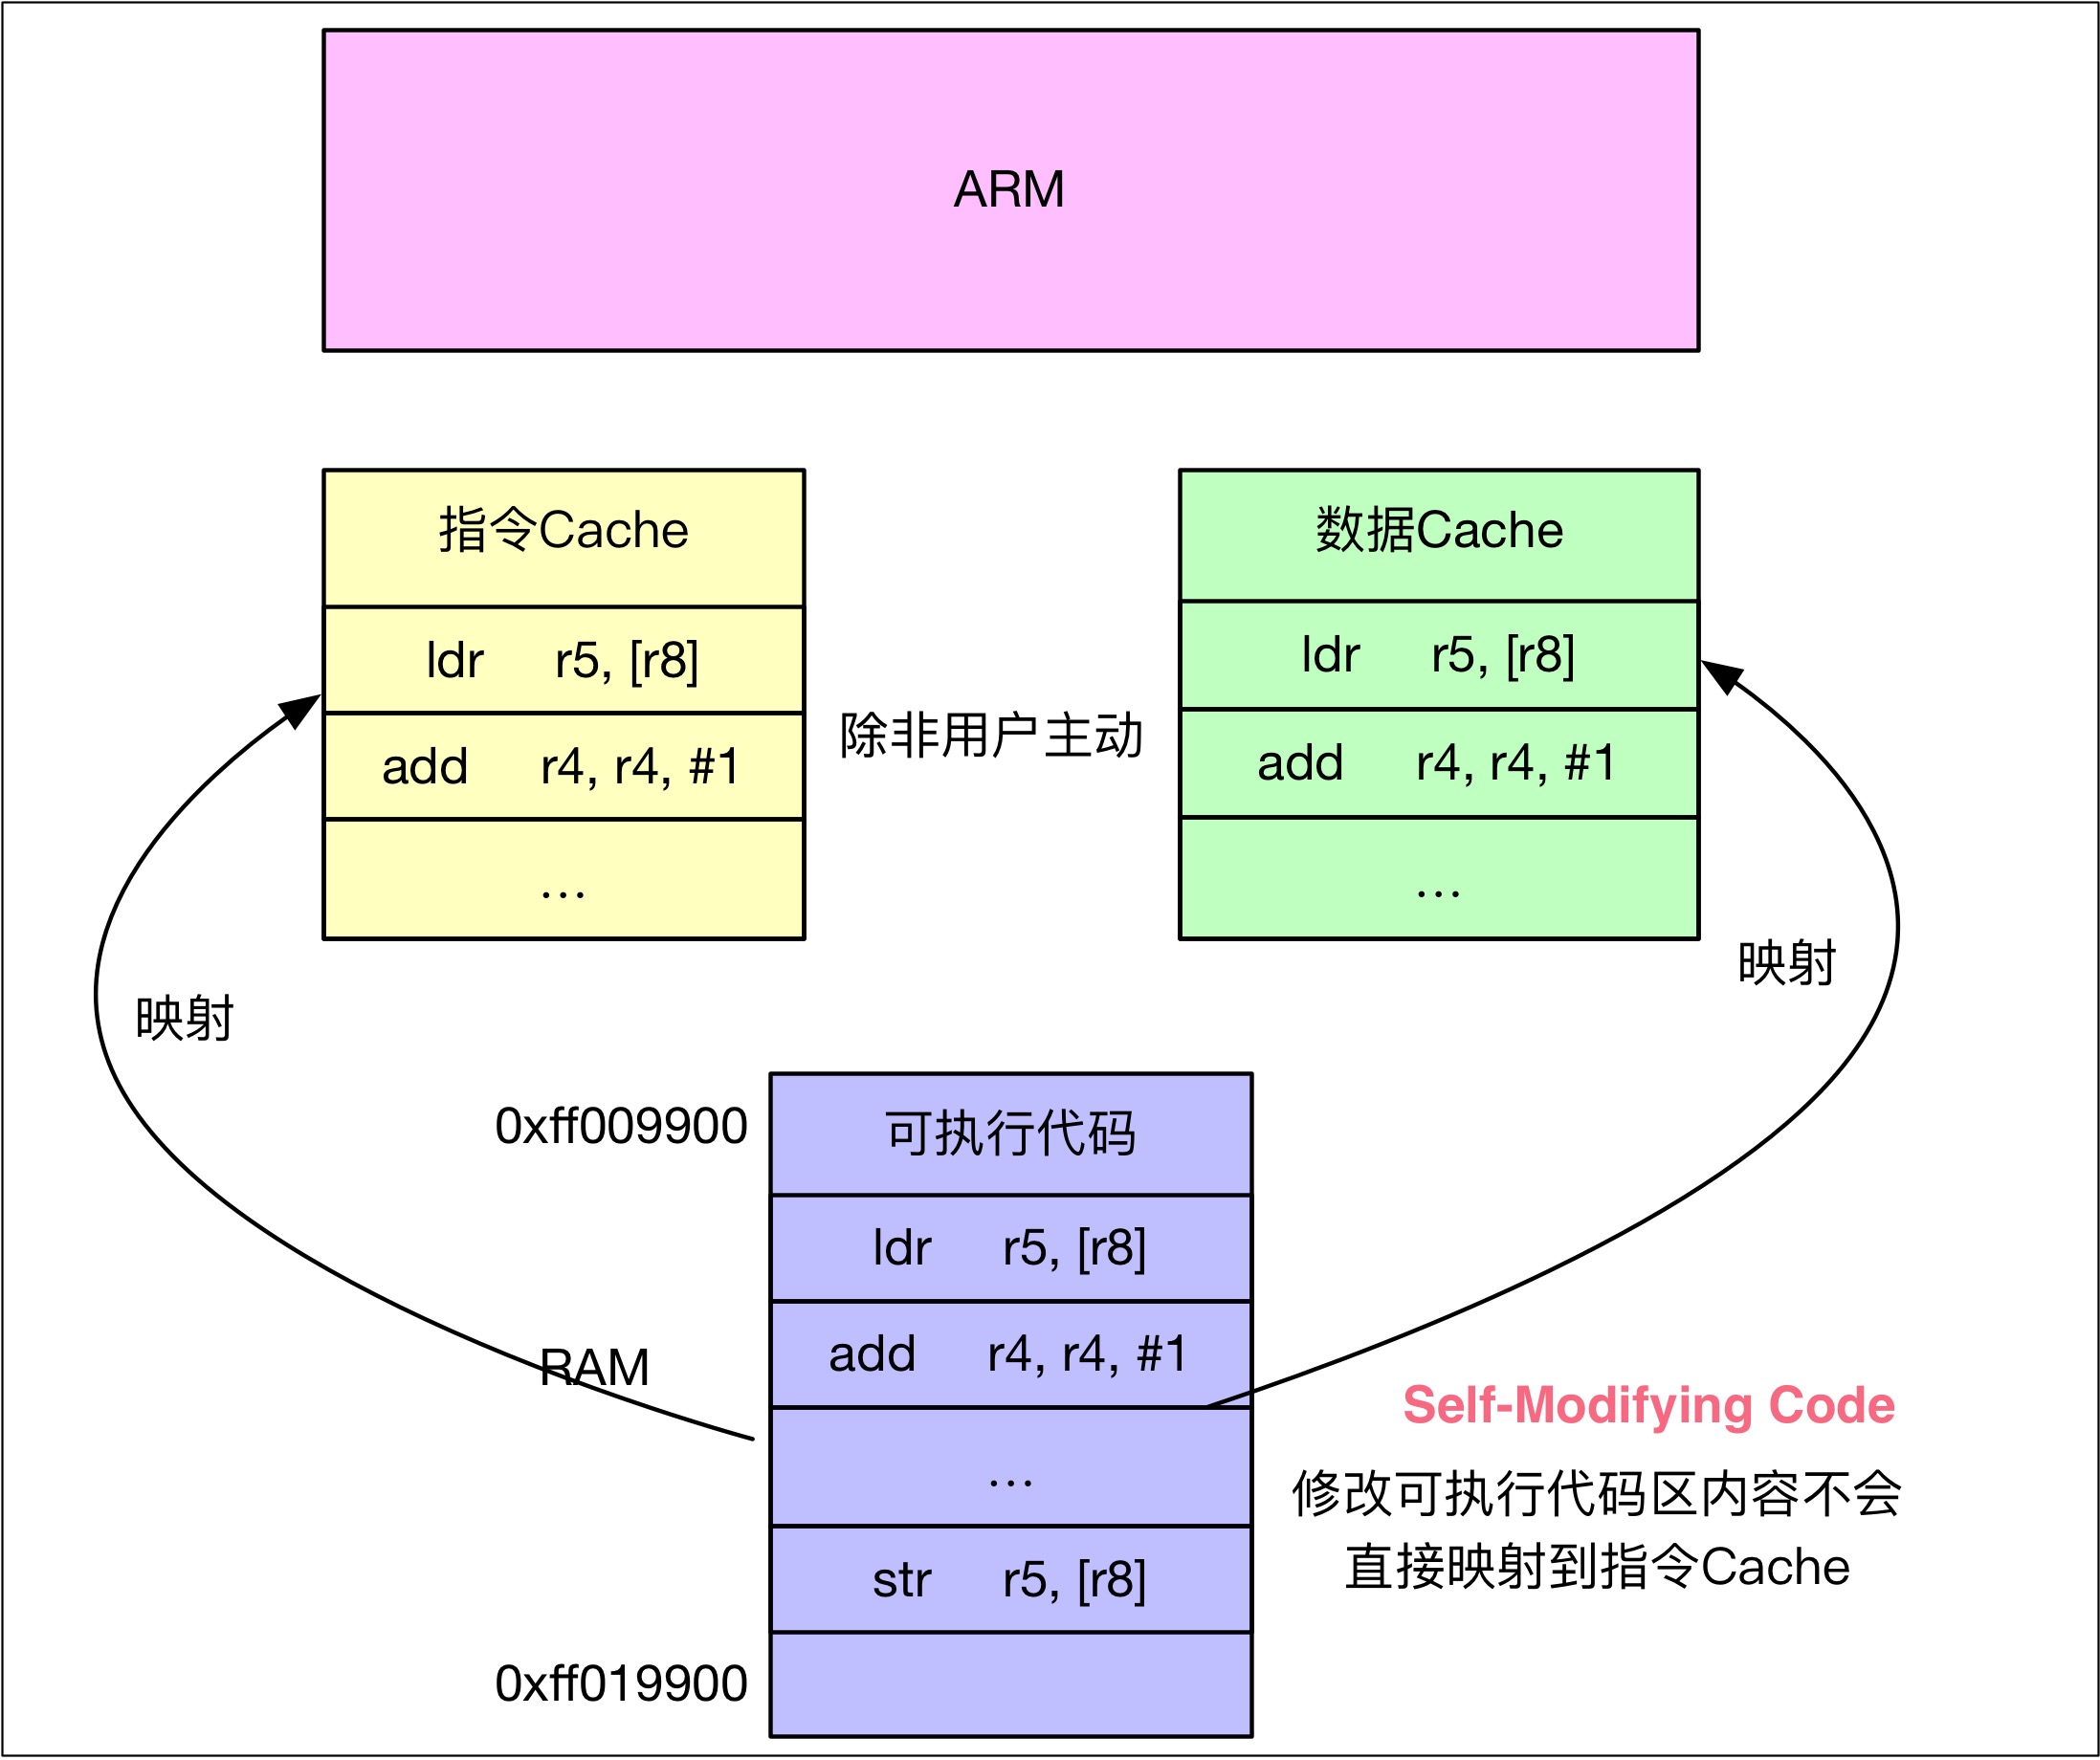 ARM
指令Cache
ldr r5, [r8]
add r4, r4, #1
...
除非用户主动
数据Cache
ldr r5, [r8]
add r4, r4, #1
...
映射
映射
0xff009900
可执行代码
ldr r5, [r8]
RAM
add r4, r4, #1
...
str r5, [r8]
0xff019900
Self-Modifying Code
修改可执行代码区内容不会
直接映射到指令Cache